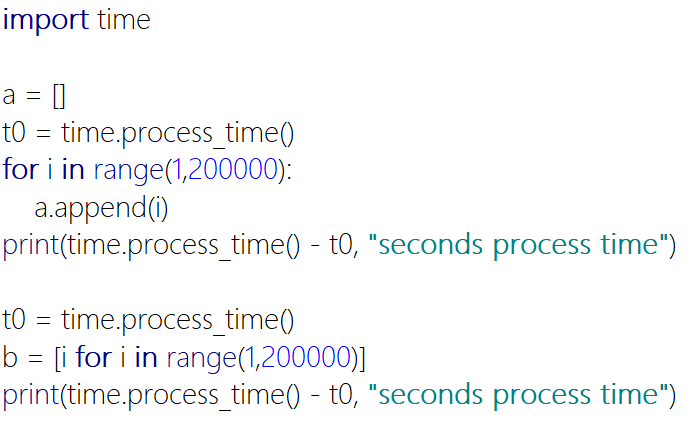 import time
a = []
t0 = time.process_time()
for i in range(1,200000):
    a.append(i)
print(time.process_time() - t0, "seconds process time")
t0 = time.process_time()
b = [i for i in range(1,200000)]
print(time.process_time() - t0, "seconds process time")